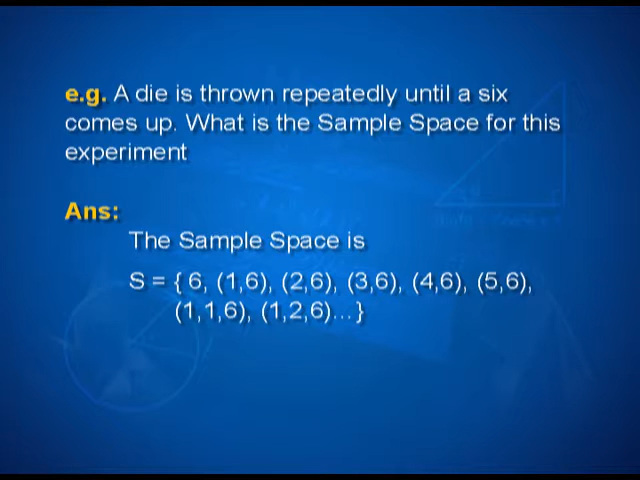 e.g. A die is thrown repeatedly until a six
comes up. What is the Sample Space for this
experiment
Ans:
The Sample Space is
S = { 6, (1,6), (2,6), (3,6), (4,6), (5,6),
(1,1,6), (1,2,6)...}